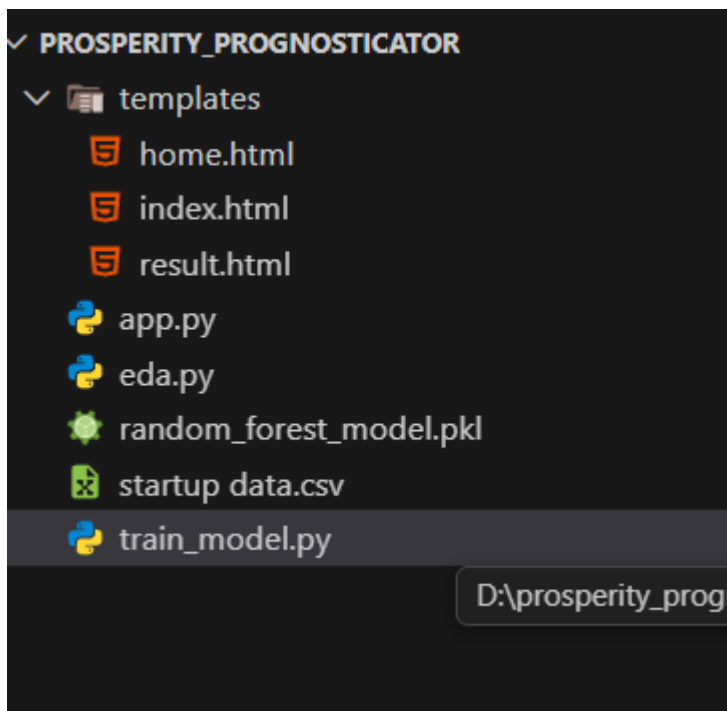 PROSPERITY_PROGNOSTICATOR
templates
home.html
index.html
result.html
app.py
eda.py
random_forest_model.pkl
startup data.csv
train_model.py
D:\prosperity_prog